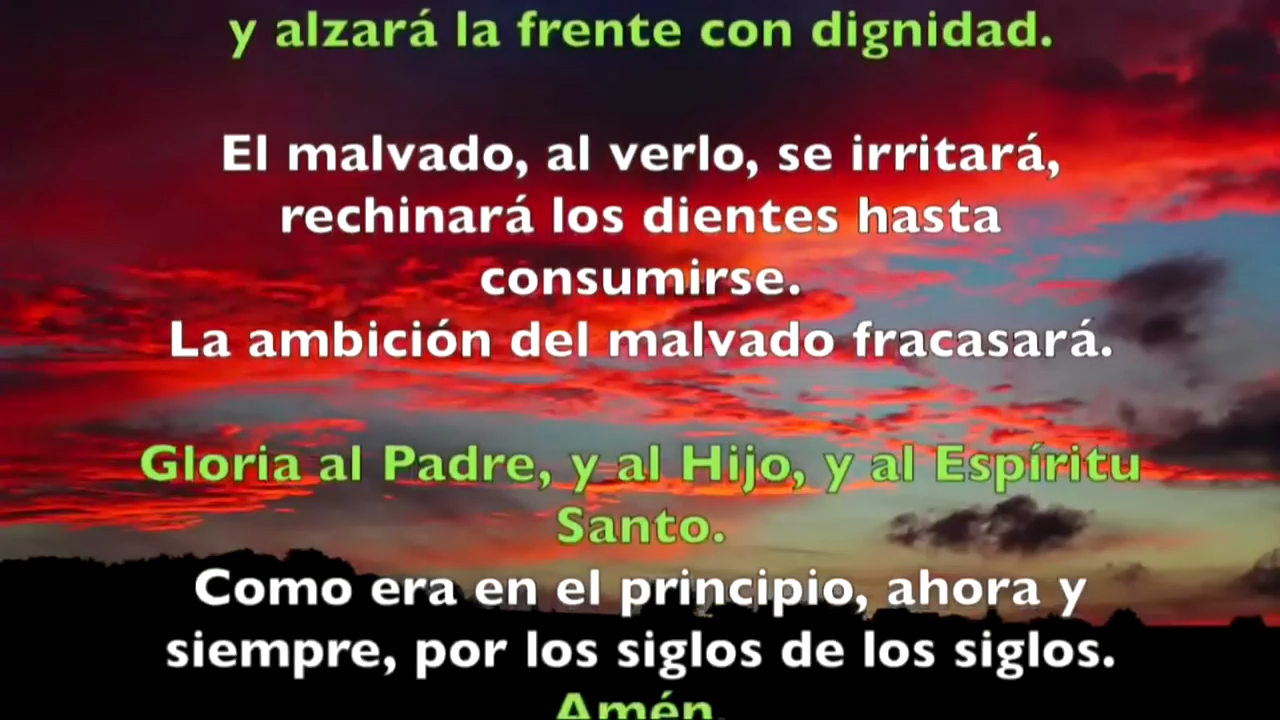 y alzará la frente con dignidad.
El malvado, al verlo, se irritará,
rechinará los dientes hasta
consumirse.
La ambición del malvado fracasará.
Gloria al Padre, y al Hijo, y al Espíritu
Santo.
Como era en el principio, ahora y
siempre, por los siglos de los siglos.
Amén.